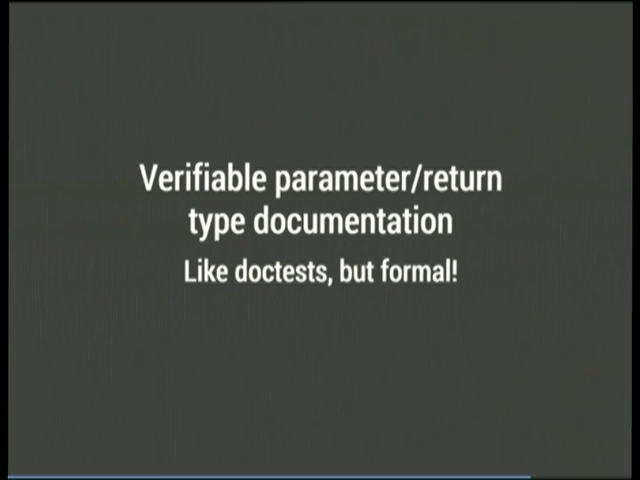 Verifiable parameter/return
type documentation
Like doctests, but formal!